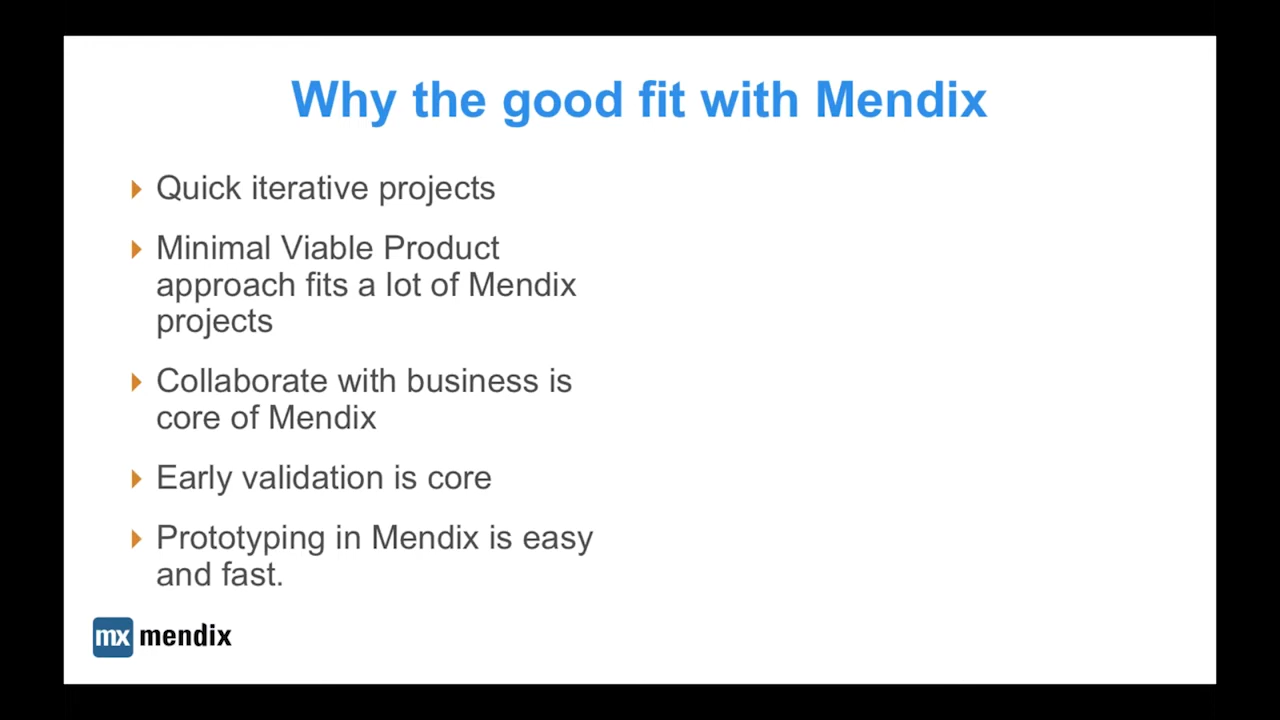 Why the good fit with Mendix
Quick iterative projects
Minimal Viable Product
approach fits a lot of Mendix
projects
Collaborate with business is
core of Mendix
Early validation is core
Prototyping in Mendix is easy
and fast.
mx mendix